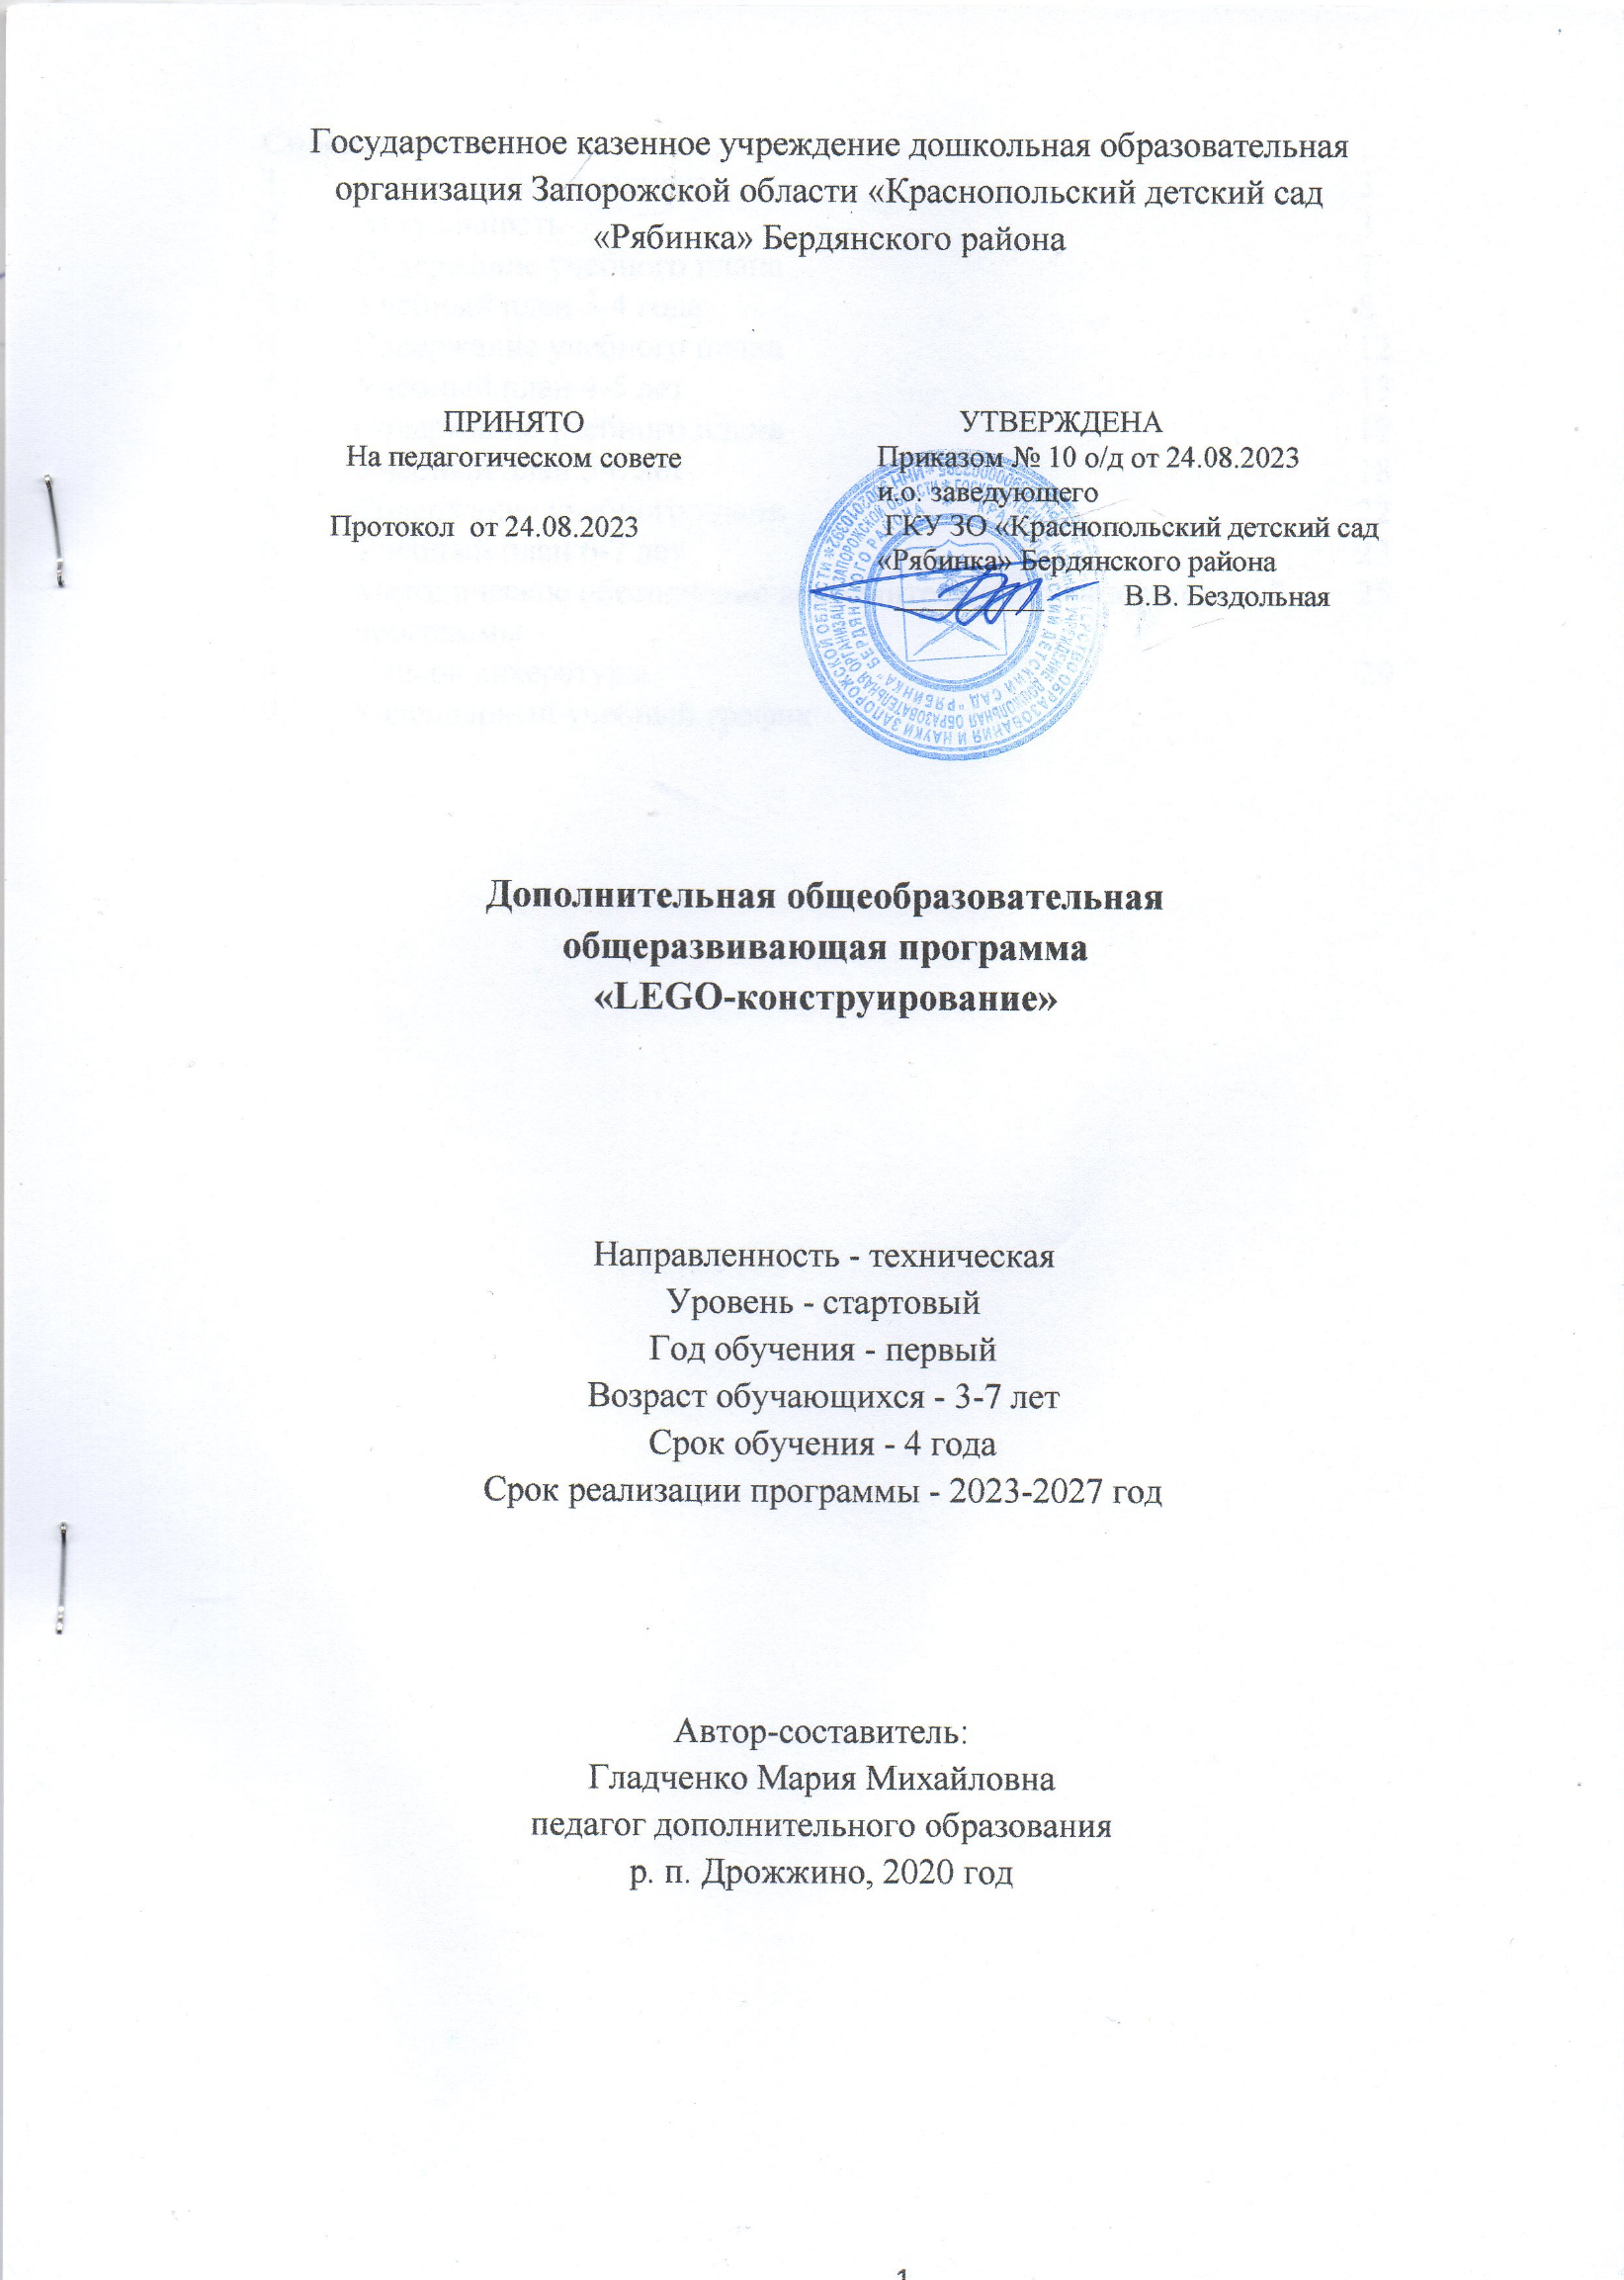 Государственное казенное учреждение дошкольная образовательная
организация Запорожской области «Краснопольский детский сад
«Рябинка» Бердянского района
ПРИНЯТО
На педагогическом совете
Протокол от 24.08.2023
УТВЕРЖДЕНА
Приказом № 10 о/д от 24.08.2023
и.о. заведующего
ГКУ ЗО «Краснопольский детский сад
«Рябинка» Бердянского района
В.В. Бездольная
Дополнительная общеобразовательная
общеразвивающая программа
«LEGO-конструирование»
Направленность - техническая
Уровень - стартовый
Год обучения - первый
Возраст обучающихся - 3-7 лет
Срок обучения - 4 года
Срок реализации программы - 2023-2027 год
Автор-составитель:
Гладченко Мария Михайловна
педагог дополнительного образования
р. п. Дрожжино, 2020 год
1